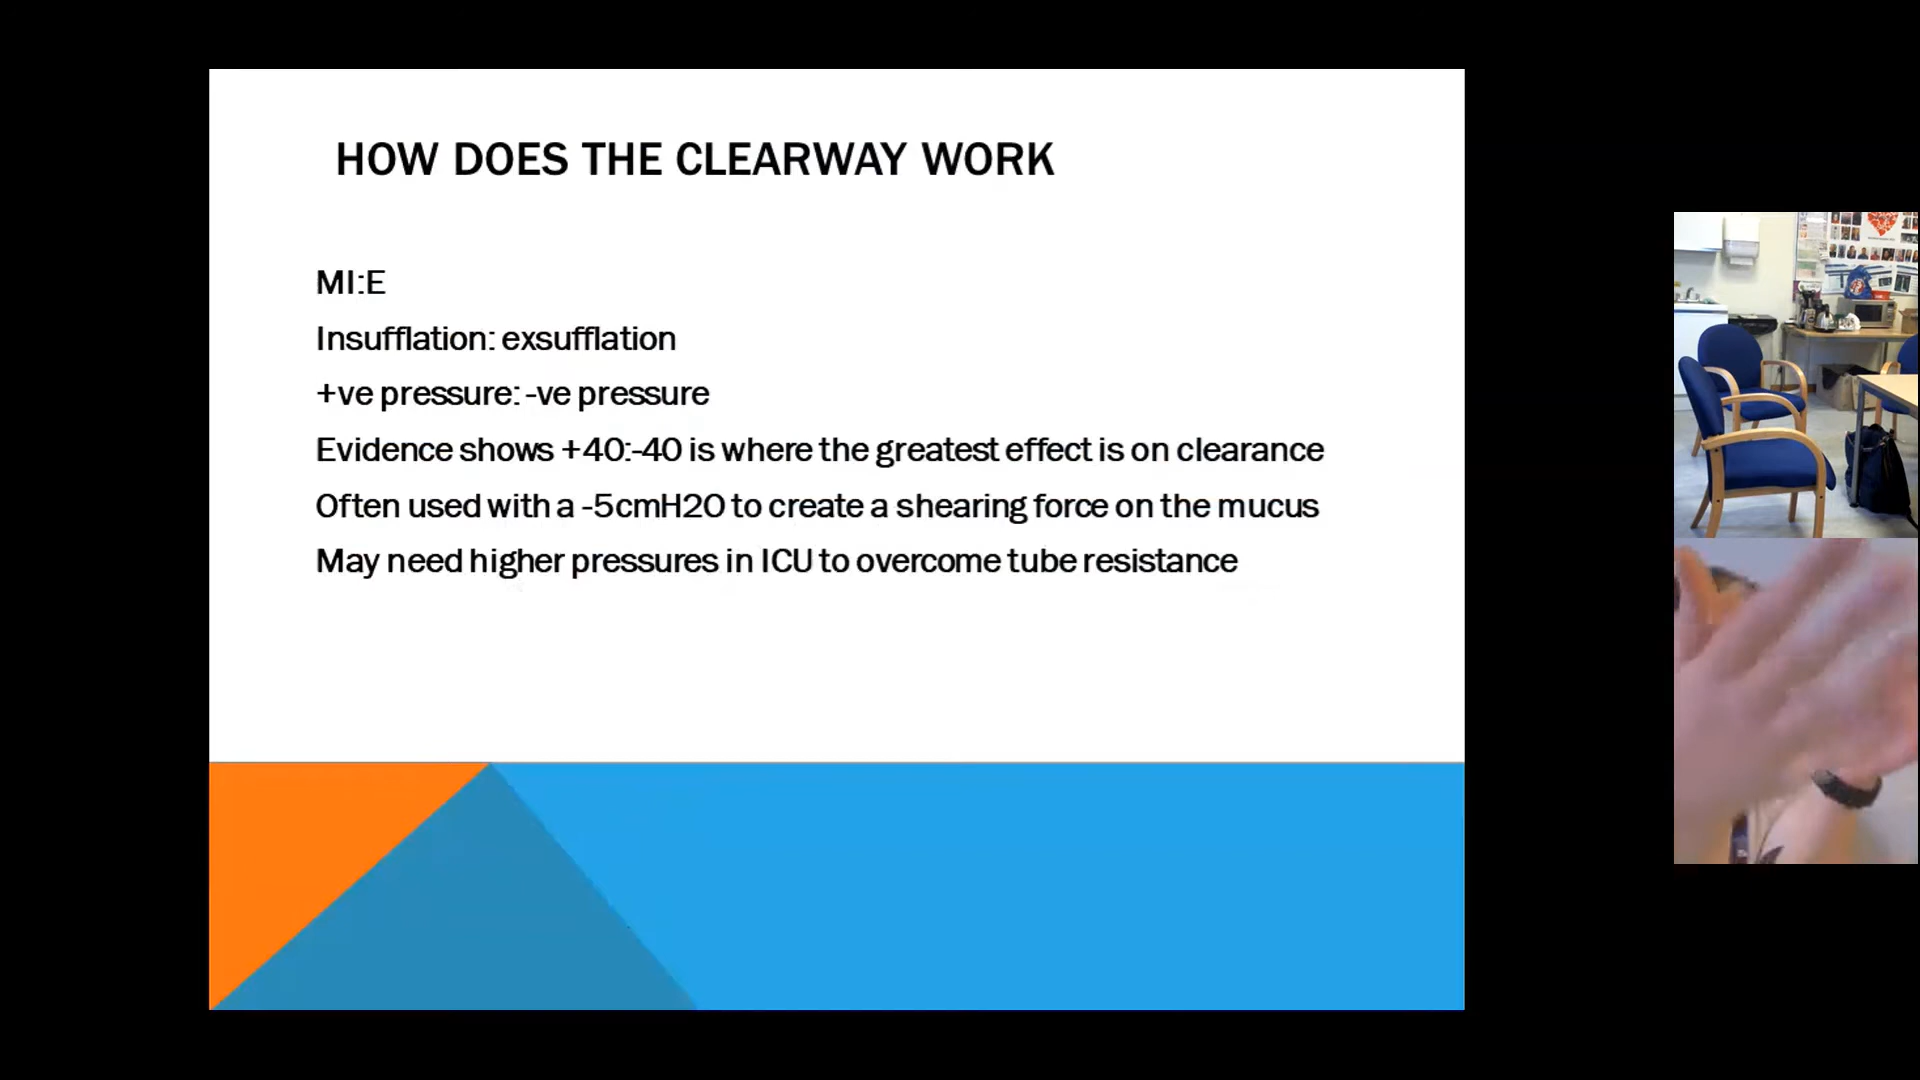 HOW DOES THE CLEARWAY WORK
MI:E
Insufflation: exsufflation
+ve pressure: -ve pressure
Evidence shows +40:-40 is where the greatest effect is on clearance
Often used with a -5cmH2O to create a shearing force on the mucus
May need higher pressures in ICU to overcome tube resistance